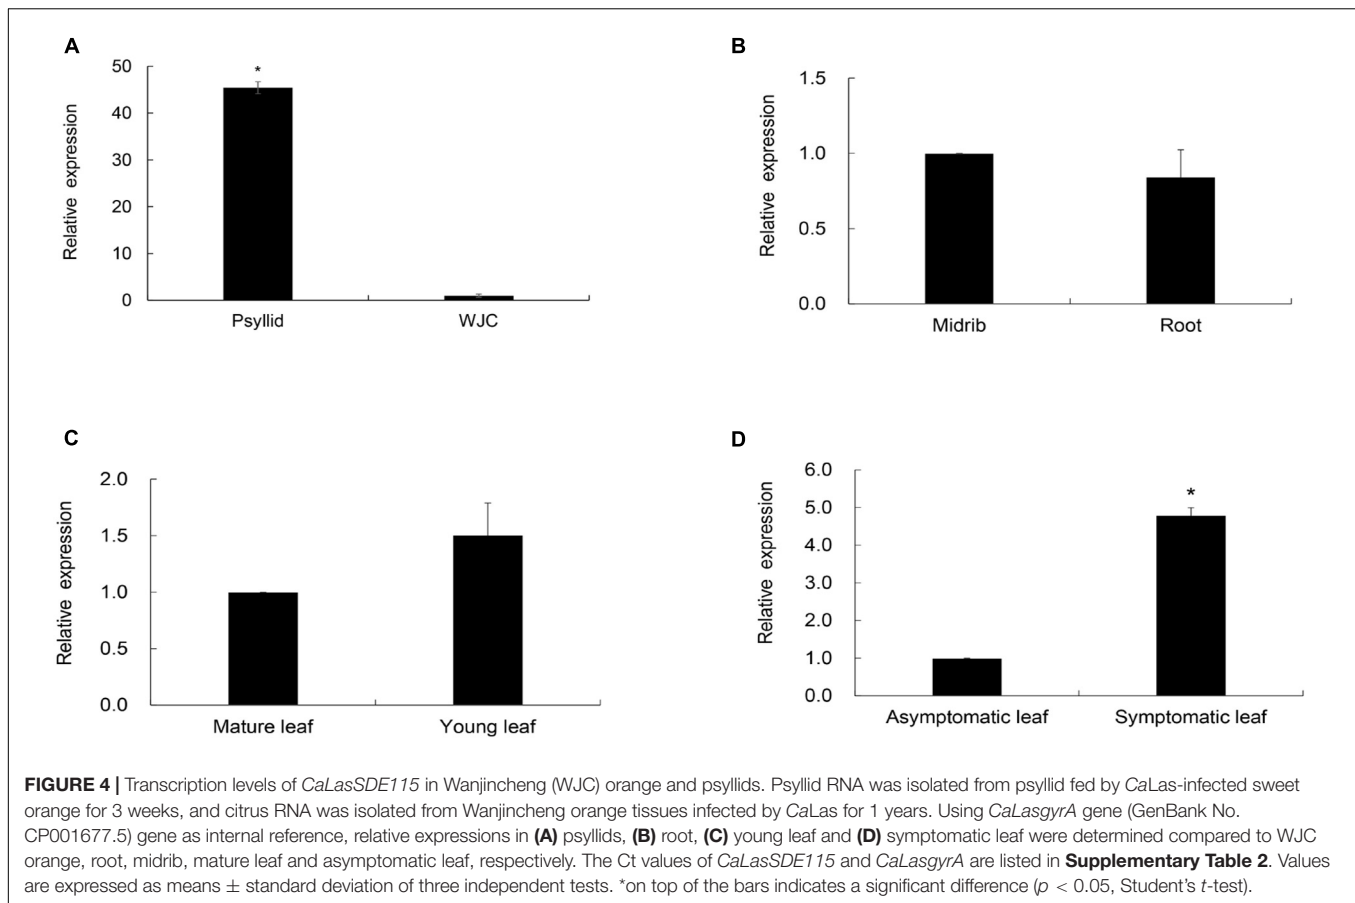 A
Relative expression
50
40
30
20
10
0
*
Psyllid
WJC
B
Relative expression
1.5
1.0
0.5
0.0
Midrib
Root
C
Relative expression
2.0
1.5
1.0
0.5
0.0
Mature leaf
Young leaf
D
Relative expression
6.0
5.0
4.0
3.0
2.0
1.0
0.0
*
Asymptomatic leaf
Symptomatic leaf
FIGURE 4 | Transcription levels of CaLasSDE115 in Wanjincheng (WJC) orange and psyllids. Psyllid RNA was isolated from psyllid fed by CaLas-infected sweet
orange for 3 weeks, and citrus RNA was isolated from Wanjincheng orange tissues infected by CaLas for 1 years. Using CaLasgyrA gene (GenBank No.
CP001677.5) gene as internal reference, relative expressions in (A) psyllids, (B) root, (C) young leaf and (D) symptomatic leaf were determined compared to WJC
orange, root, midrib, mature leaf and asymptomatic leaf, respectively. The Ct values of CaLasSDE115 and CaLasgyrA are listed in Supplementary Table 2. Values
are expressed as means ± standard deviation of three independent tests. *on top of the bars indicates a significant difference (p < 0.05, Student's t-test).